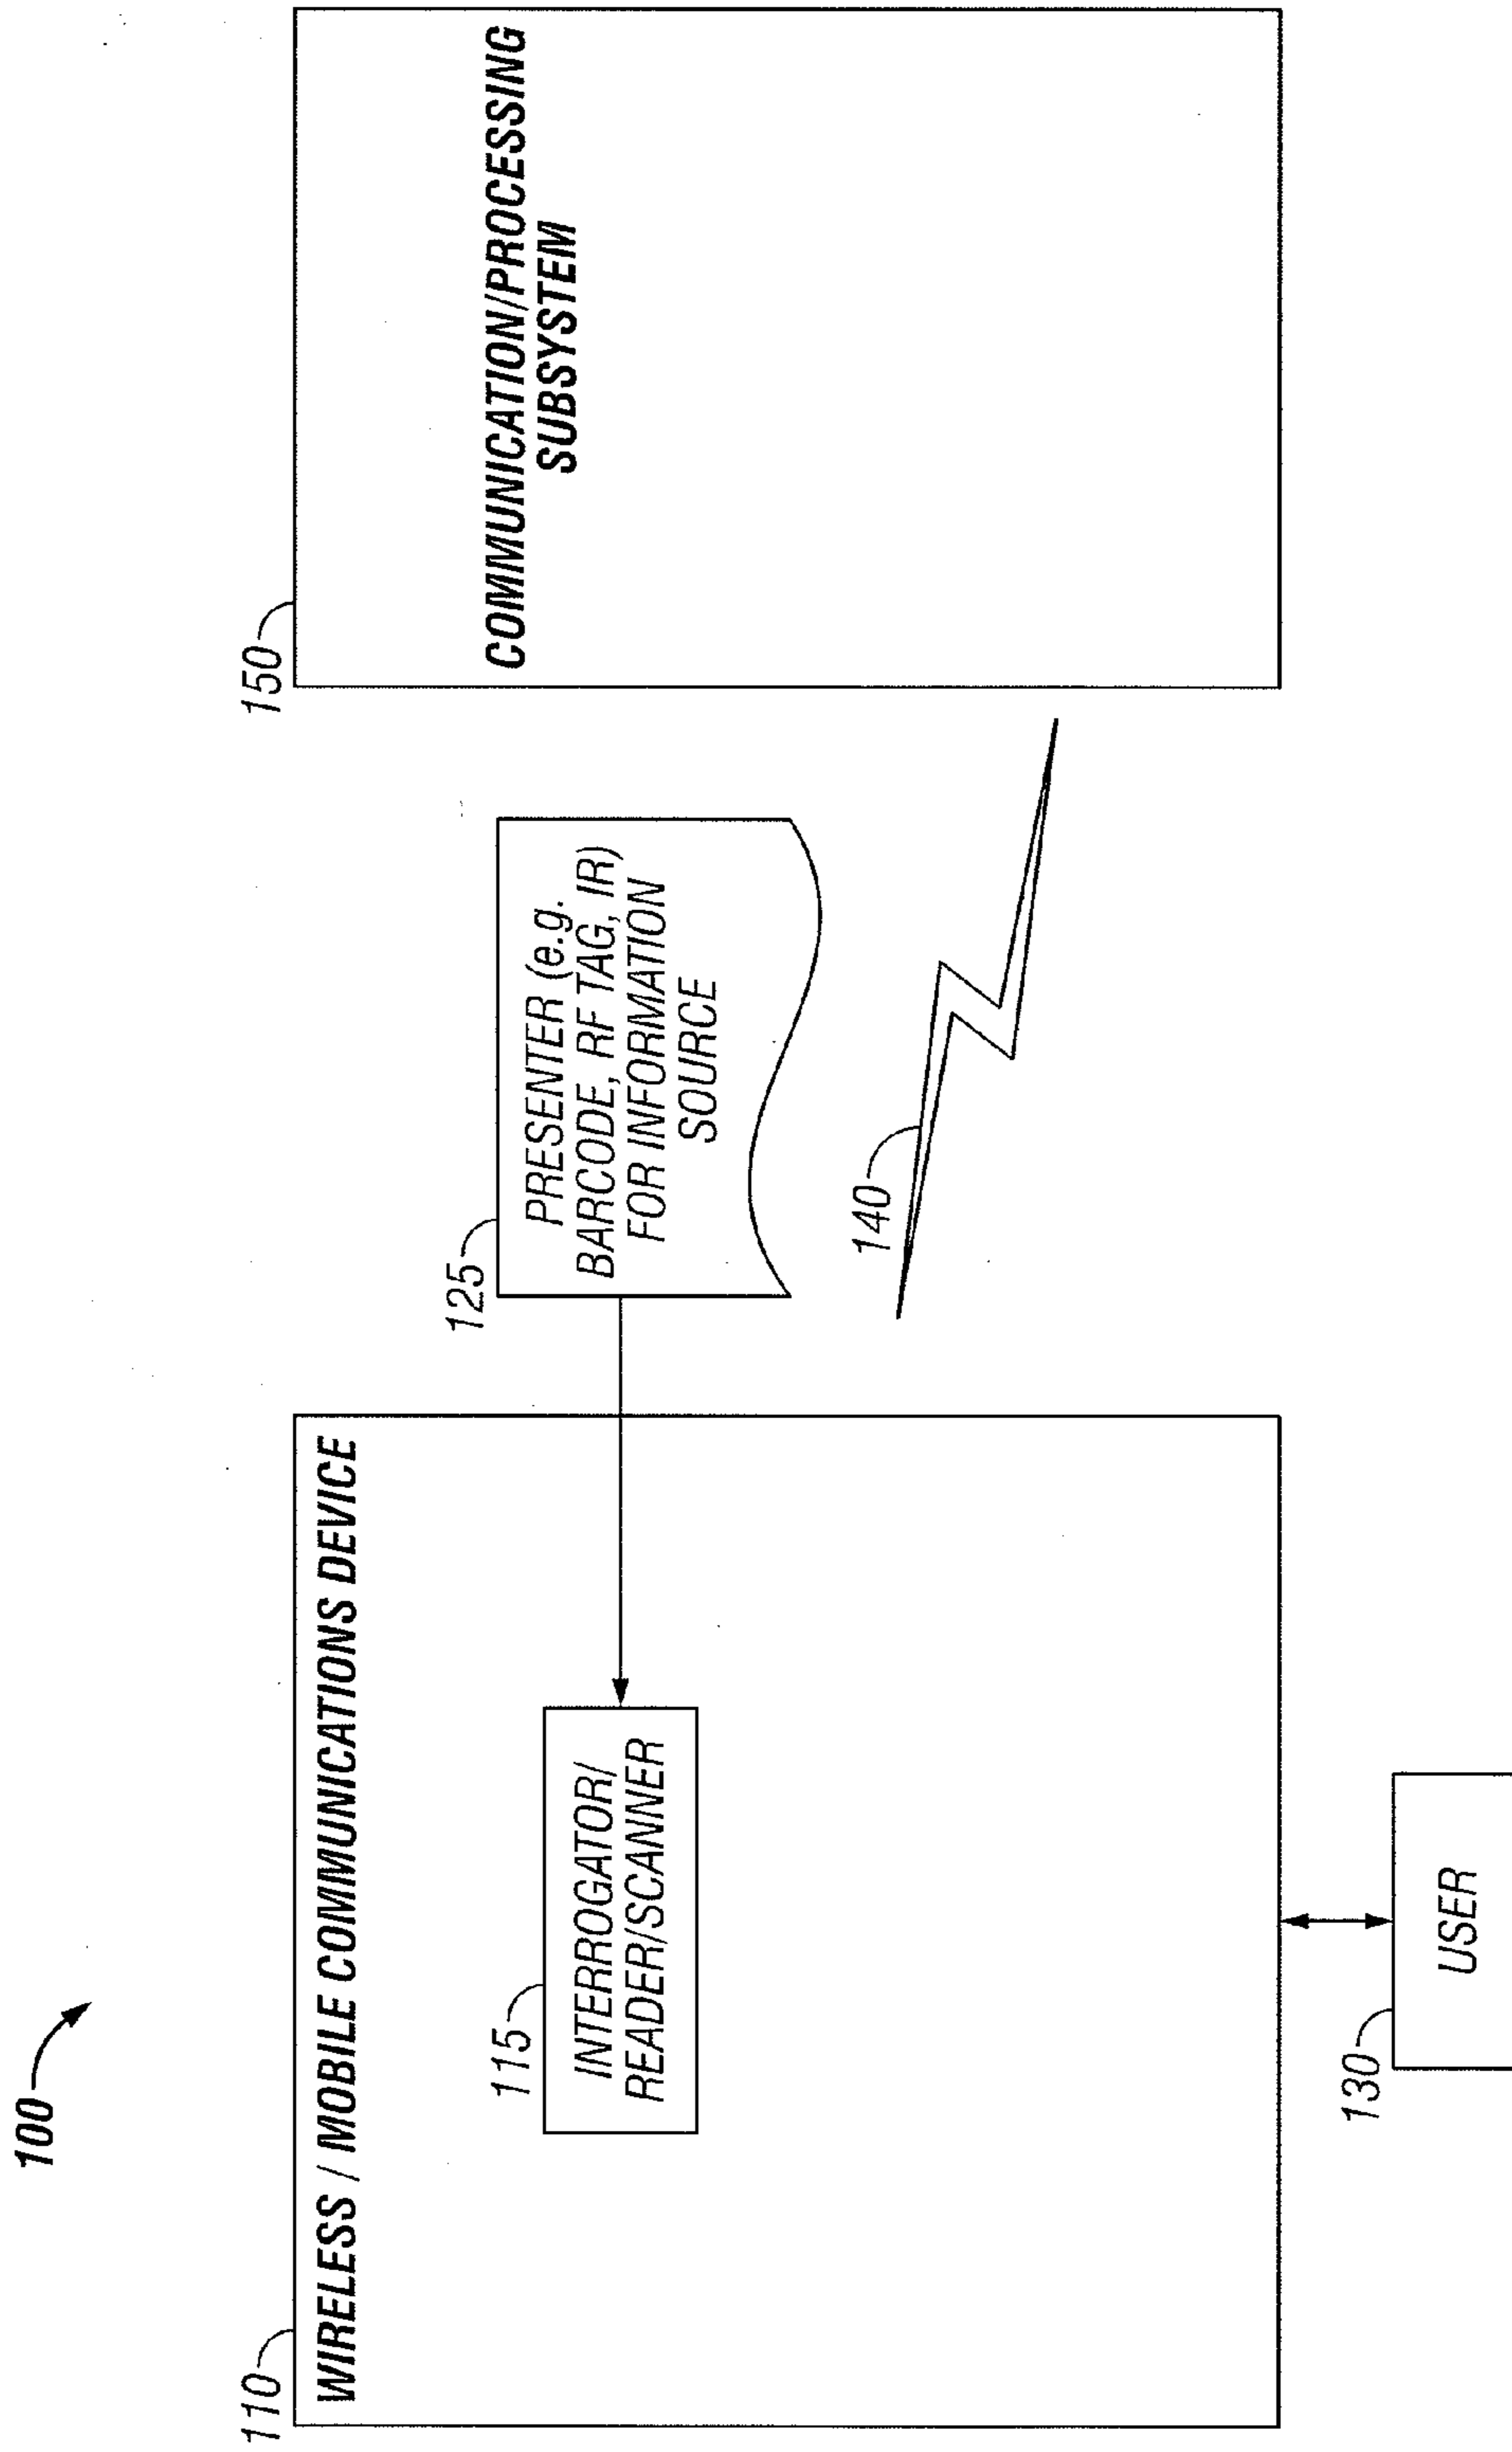 100
110
WIRELESS / MOBILE COMMUNICATIONS DEVICE
115
INTERROGATOR/
READER/SCANNER
125
PRESENTER (e.g.
BARCODE, RF TAG, IR)
FOR INFORMATION
SOURCE
140
150
COMMUNICATION/PROCESSING
SUBSYSTEM
130
USER